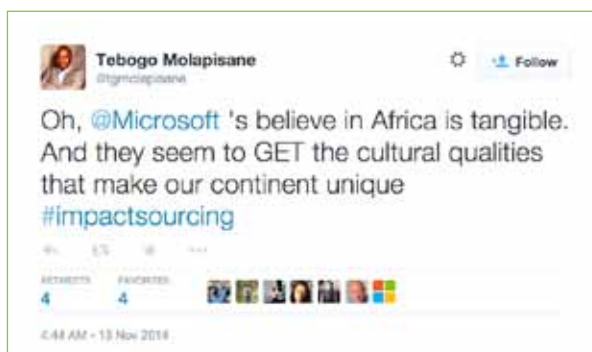 Tebogo Molapisane
@tgmolapisane
Follow
Oh, @Microsoft 's believe in Africa is tangible.
And they seem to GET the cultural qualities
that make our continent unique
#impactsourcing
RETWEETS FAVORITES
4 4
4:44 AM - 13 Nov 2014